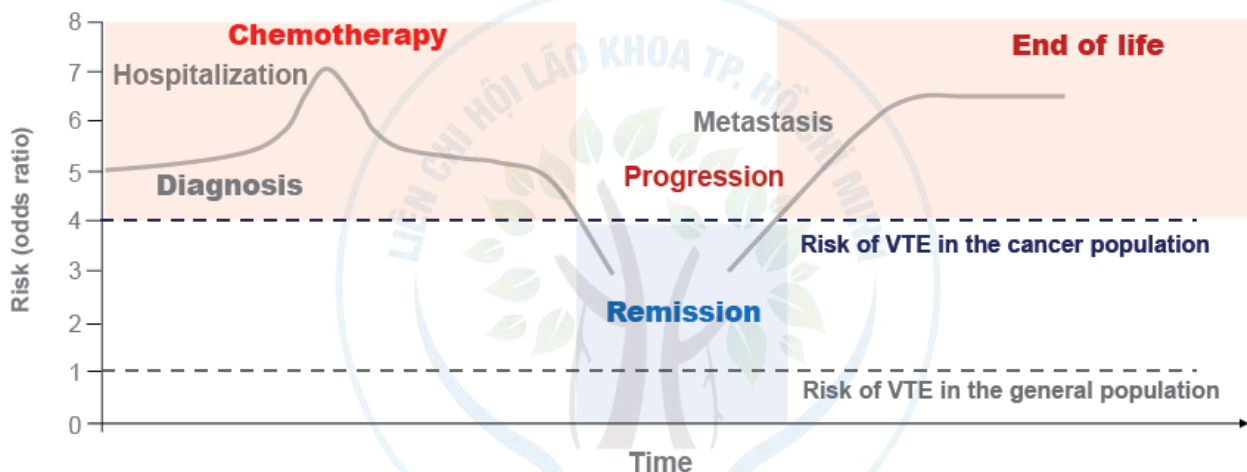 8
7
6
5
4
3
2
1
0
Risk (odds ratio)
Chemotherapy
Hospitalization
Diagnosis
End of life
Metastasis
Progression
Risk of VTE in the cancer population
Remission
Risk of VTE in the general population
Time
LIÊN CHI HỘI LÃO KHOA TP. HỒ CHÍ MINH